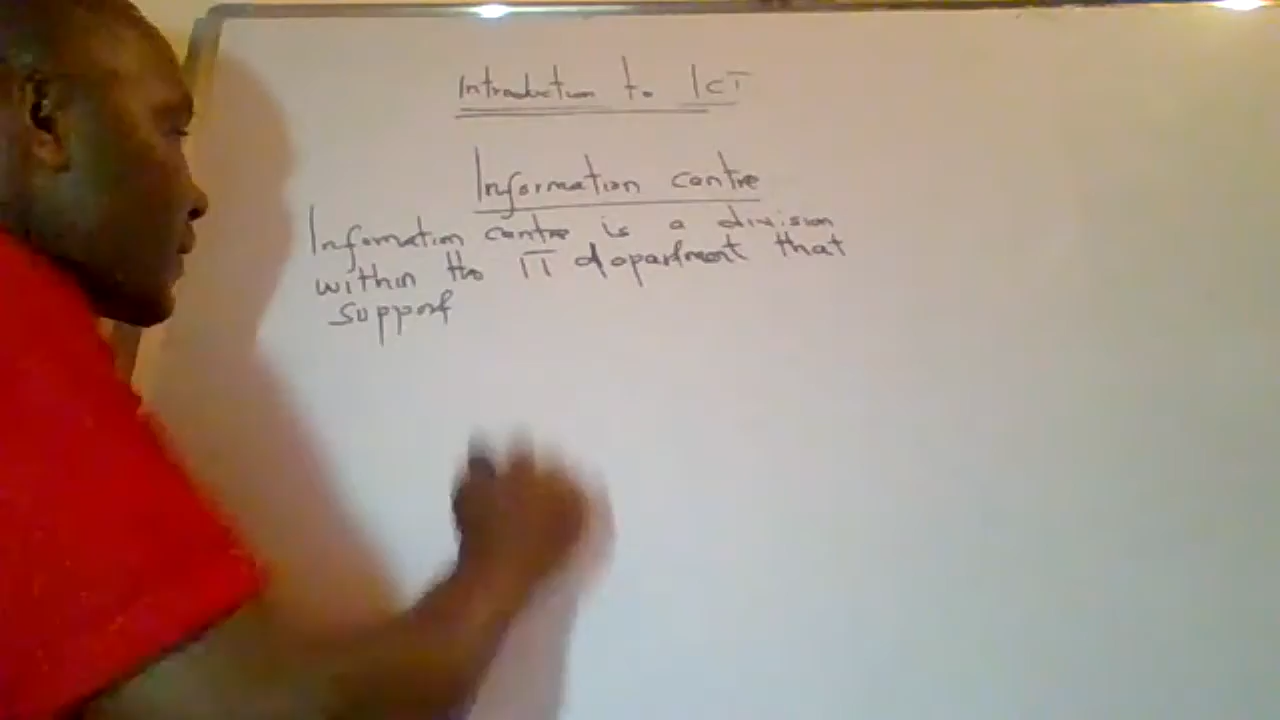 Introduction to ICT
Information centre
Information centre is a division
within the IT department that
support